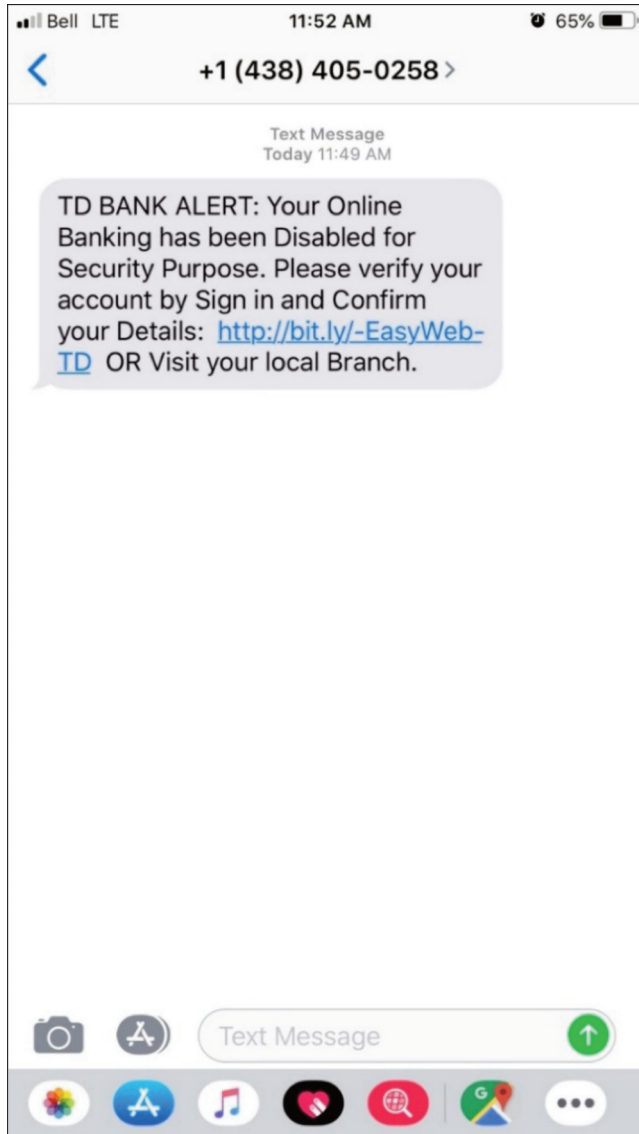 Bell LTE 11:52 AM 65%
+1 (438) 405-0258
Text Message
Today 11:49 AM
TD BANK ALERT: Your Online
Banking has been Disabled for
Security Purpose. Please verify your
account by Sign in and Confirm
your Details: http://bit.ly/-EasyWeb-
TD OR Visit your local Branch.
Text Message
G